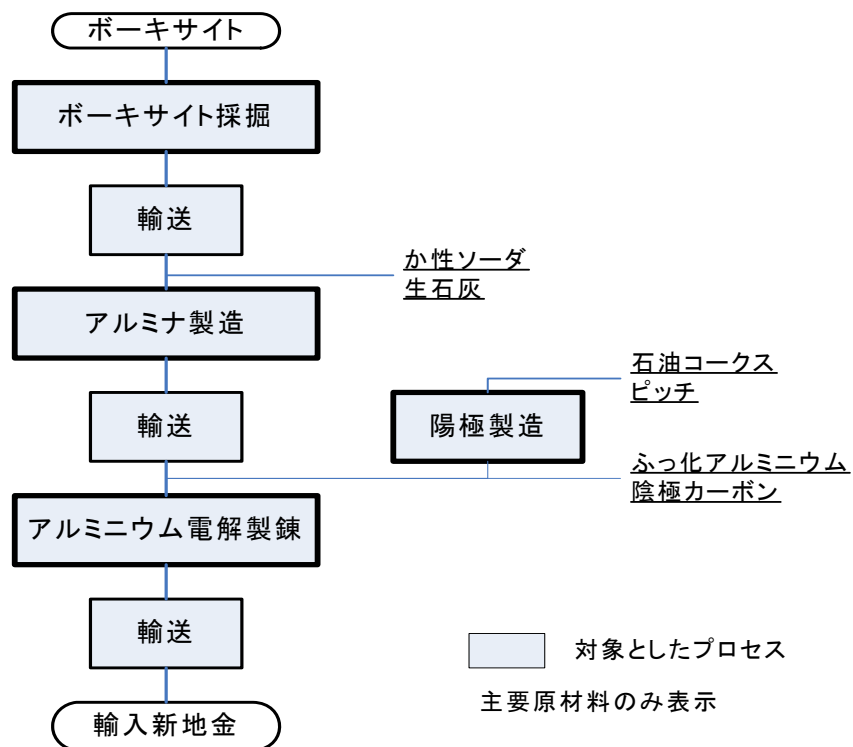 ボーキサイト
ボーキサイト採掘
輸送
か性ソーダ
生石灰
アルミナ製造
石油コークス
ピッチ
輸送
陽極製造
ふっ化アルミニウム
陰極カーボン
アルミニウム電解製錬
輸送
対象としたプロセス
主要原材料のみ表示
輸入新地金